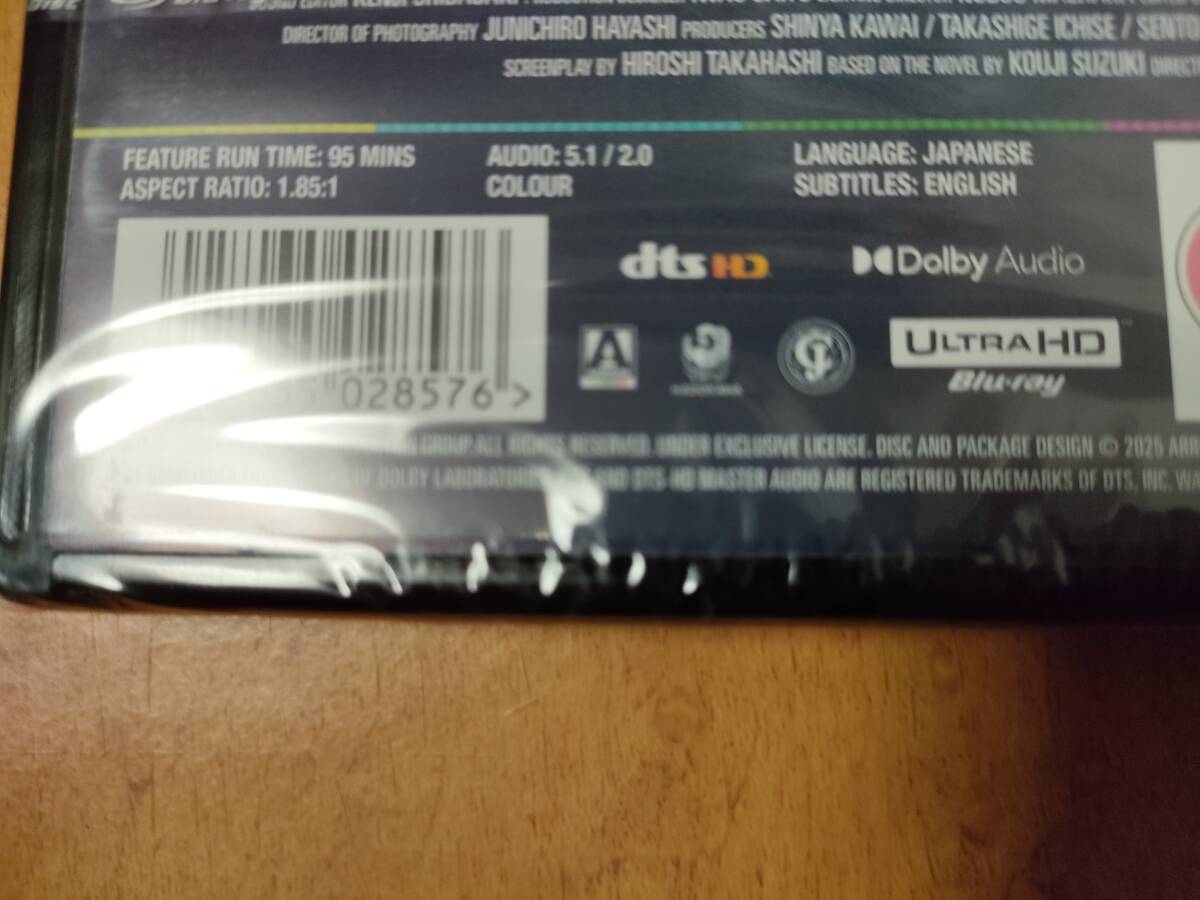 DIRECTOR OF PHOTOGRAPHY JUNICHIRO HAYASHI PRODUCERS SHINYA KAWAI / TAKASHIGE ICHISE /
SCREENPLAY BY HIROSHI TAKAHASHI BASED ON THE NOVEL BY KOUJI SUZUKI
FEATURE RUN TIME: 95 MINS
ASPECT RATIO: 1.85:1
AUDIO: 5.1 / 2.0
COLOUR
LANGUAGE: JAPANESE
SUBTITLES: ENGLISH
dts HD
Dolby Audio
A
ULTRA HD
Blu-ray
028576 >
GROUP. ALL RIGHTS RESERVED. UNDER EXCLUSIVE LICENSE. DISC AND PACKAGE DESIGN © 2025
OF DOLBY AND DTS-HD MASTER AUDIO ARE REGISTERED TRADEMARKS OF DTS, INC.